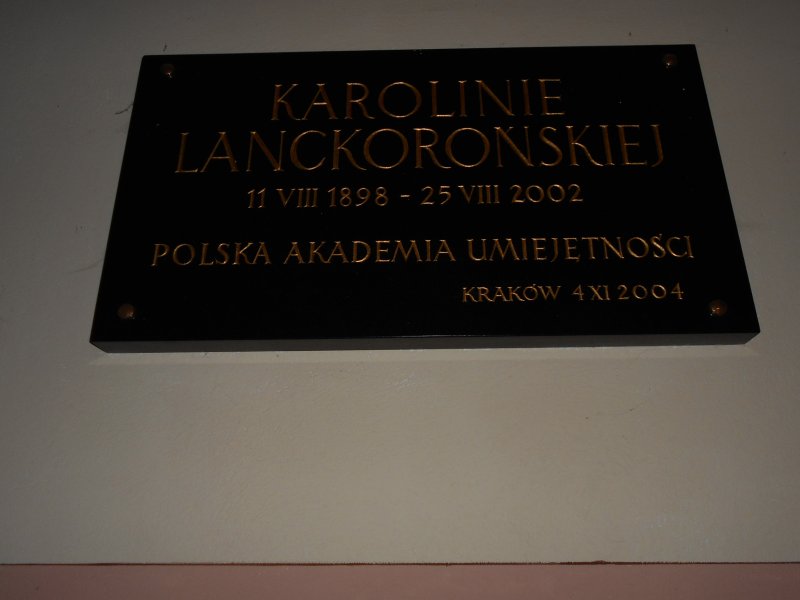 KAROLINIE
LANCKOROŃSKIEJ
11 VIII 1898 - 25 VIII 2002
POLSKA AKADEMIA UMIEJĘTNOŚCI
KRAKÓW 4 XI 2004